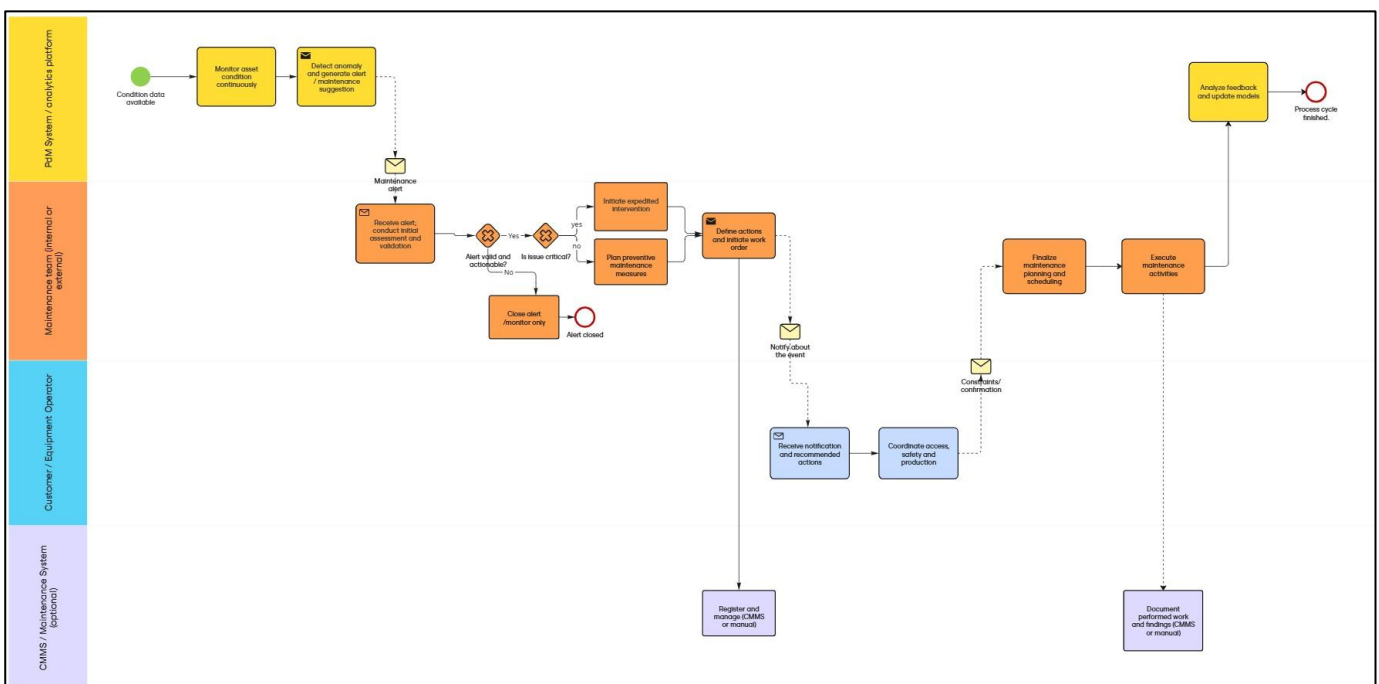 PdM System / analytics platform
Condition data
available
Monitor asset
condition
continuously
Detect anomaly
and generate alert
/ maintenance
suggestion
Maintenance
alert
Analyze feedback
and update models
Process cycle
finished.
Maintenance team (internal or
external)
Receive alert;
conduct initial
assessment and
validation
Alert valid and
actionable?
Yes
No
Is issue critical?
yes
no
Initiate expedited
intervention
Plan preventive
maintenance
measures
Close alert
/monitor only
Alert closed
Define actions
and initiate work
order
Notify about
the event
Finalize
maintenance
planning and
scheduling
Execute
maintenance
activities
Customer / Equipment Operator
Receive notification
and recommended
actions
Coordinate access,
safety and
production
Constraints/
confirmation
CMMS / Maintenance System
(optional)
Register and
manage (CMMS
or manual)
Document
performed work
and findings (CMMS
or manual)